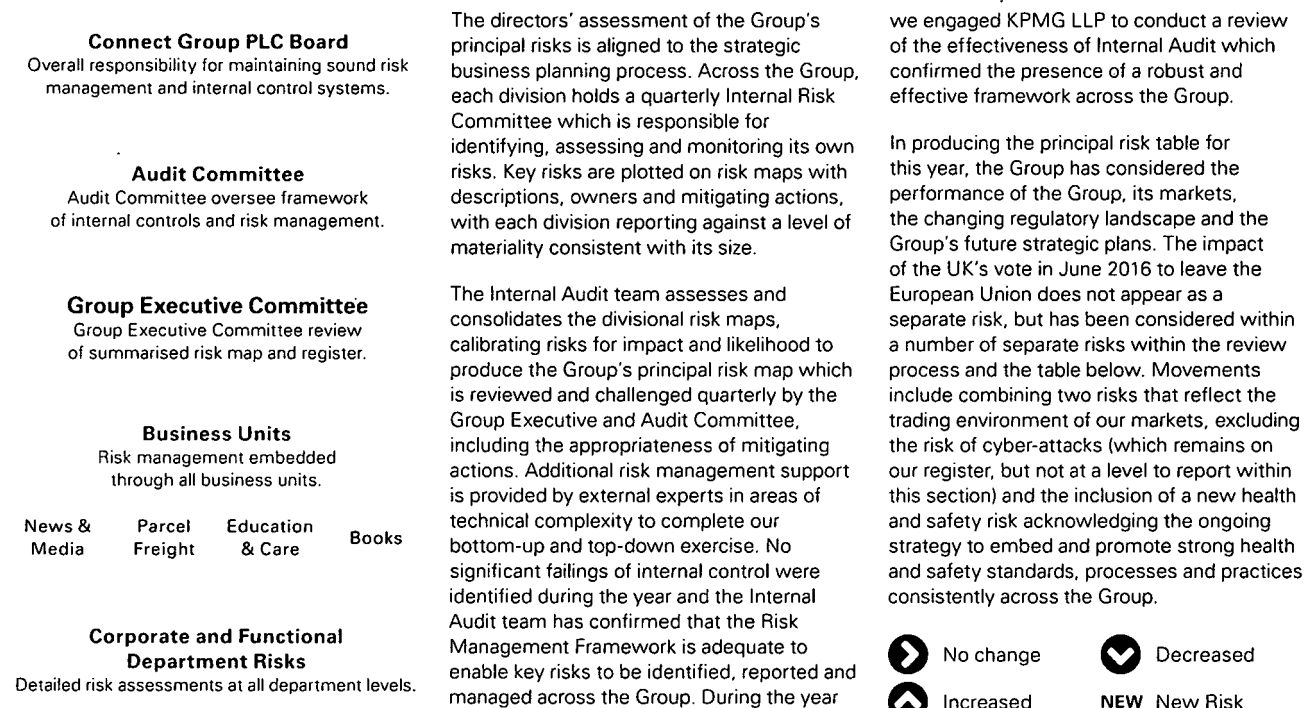 Connect Group PLC Board
Overall responsibility for maintaining sound risk
management and internal control systems.
Audit Committee
Audit Committee oversee framework
of internal controls and risk management.
Group Executive Committee
Group Executive Committee review
of summarised risk map and register.
Business Units
Risk management embedded
through all business units.
News &
Media
Parcel
Freight
Education
& Care
Books
Corporate and Functional
Department Risks
Detailed risk assessments at all department levels.
The directors' assessment of the Group's
principal risks is aligned to the strategic
business planning process. Across the Group,
each division holds a quarterly Internal Risk
Committee which is responsible for
identifying, assessing and monitoring its own
risks. Key risks are plotted on risk maps with
descriptions, owners and mitigating actions,
with each division reporting against a level of
materiality consistent with its size.
The Internal Audit team assesses and
consolidates the divisional risk maps,
calibrating risks for impact and likelihood to
produce the Group's principal risk map which
is reviewed and challenged quarterly by the
Group Executive and Audit Committee,
including the appropriateness of mitigating
actions. Additional risk management support
is provided by external experts in areas of
technical complexity to complete our
bottom-up and top-down exercise. No
significant failings of internal control were
identified during the year and the Internal
Audit team has confirmed that the Risk
Management Framework is adequate to
enable key risks to be identified, reported and
managed across the Group. During the year
we engaged KPMG LLP to conduct a review
of the effectiveness of Internal Audit which
confirmed the presence of a robust and
effective framework across the Group.
In producing the principal risk table for
this year, the Group has considered the
performance of the Group, its markets,
the changing regulatory landscape and the
Group's future strategic plans. The impact
of the UK's vote in June 2016 to leave the
European Union does not appear as a
separate risk, but has been considered within
a number of separate risks within the review
process and the table below. Movements
include combining two risks that reflect the
trading environment of our markets, excluding
the risk of cyber-attacks (which remains on
our register, but not at a level to report within
this section) and the inclusion of a new health
and safety risk acknowledging the ongoing
strategy to embed and promote strong health
and safety standards, processes and practices
consistently across the Group.
No change
Decreased
Increased
NEW New Risk